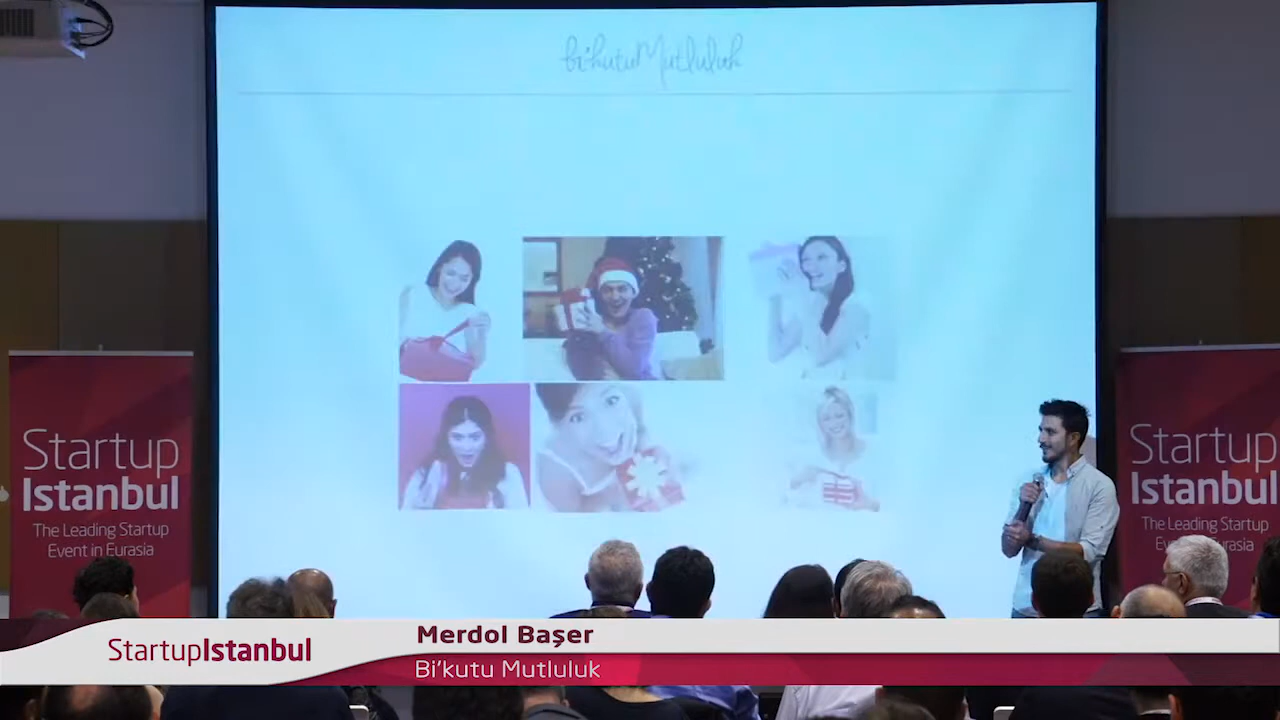 bi'kutu Mutluluk
Startup
Istanbul
The Leading Startup
Event in Eurasia
Startup
Istanbul
The Leading Startup
Event in Eurasia
StartupIstanbul
Merdol Başer
Bi'kutu Mutluluk